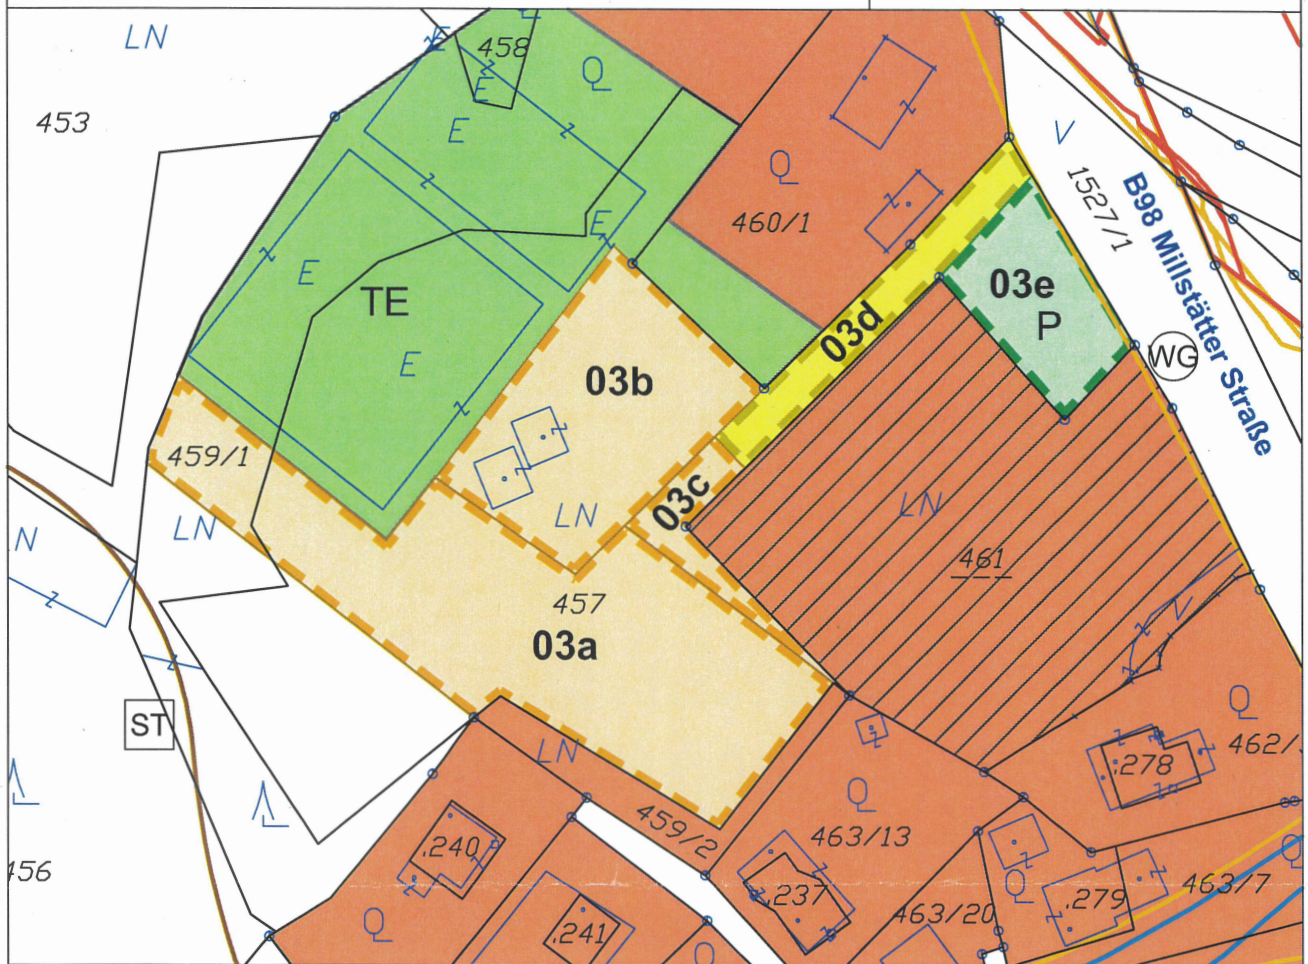 LN
E
458
E
Q
453
E
V
Q
1527/1
B98 Millstätter Straße
460/1
E
E
TE
03e
P
03d
WG
E
03b
459/1
03c
LN
LN
LN
N
461
457
V
03a
Q
ST
462/
LN
.278
Q
459/2
463/13
.240
456
Q
463/7
.237
Q
.279
463/20
Q
.241
Q